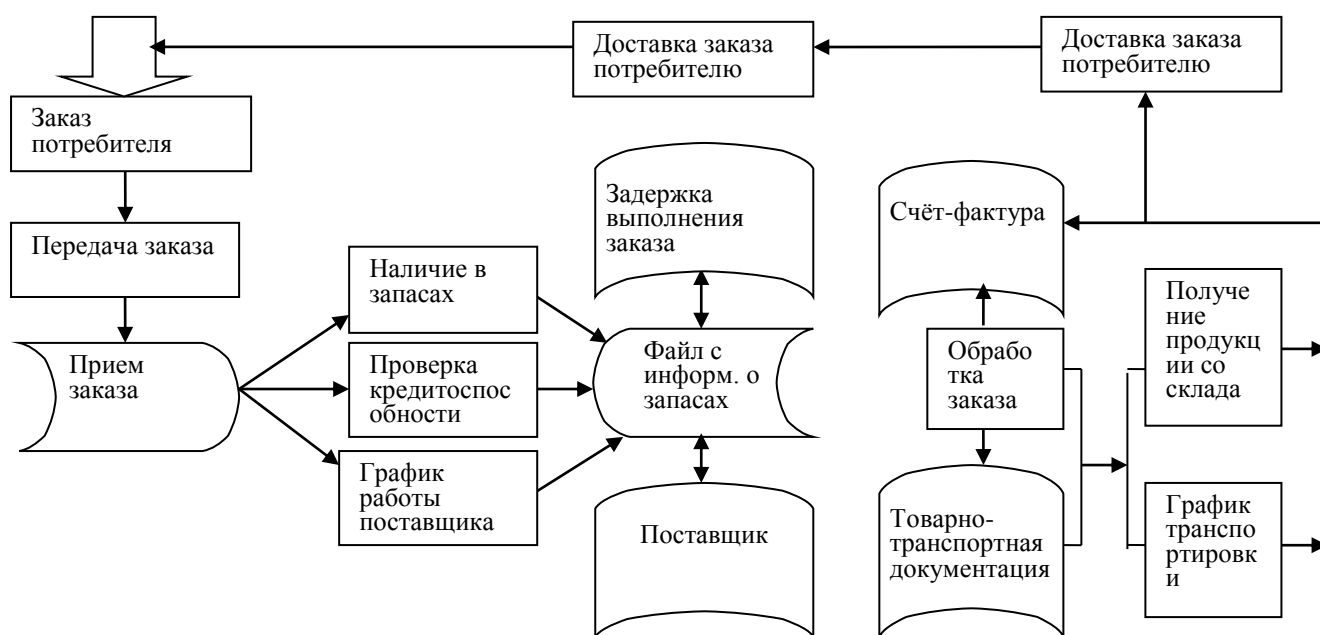 Доставка заказа
потребителю
Доставка заказа
потребителю
Заказ
потребителя
Передача заказа
Прием
заказа
Наличие в
запасах
Проверка
кредитоспос
обности
График
работы
поставщика
Задержка
выполнения
заказа
Файл с
информ. о
запасах
Поставщик
Счёт-фактура
Обрабо
тка
заказа
Товарно-
транспортная
документация
Получе
ние
продукц
ии со
склада
График
транспо
ртировк
и